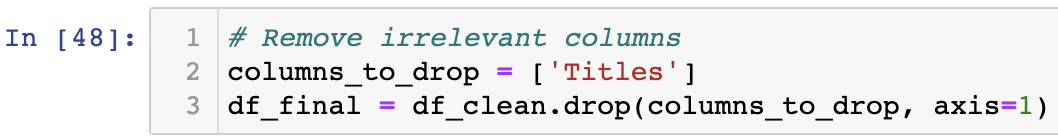 In [48]:
1 # Remove irrelevant columns
2 columns_to_drop = ['Titles']
3 df_final = df_clean.drop(columns_to_drop, axis=1)